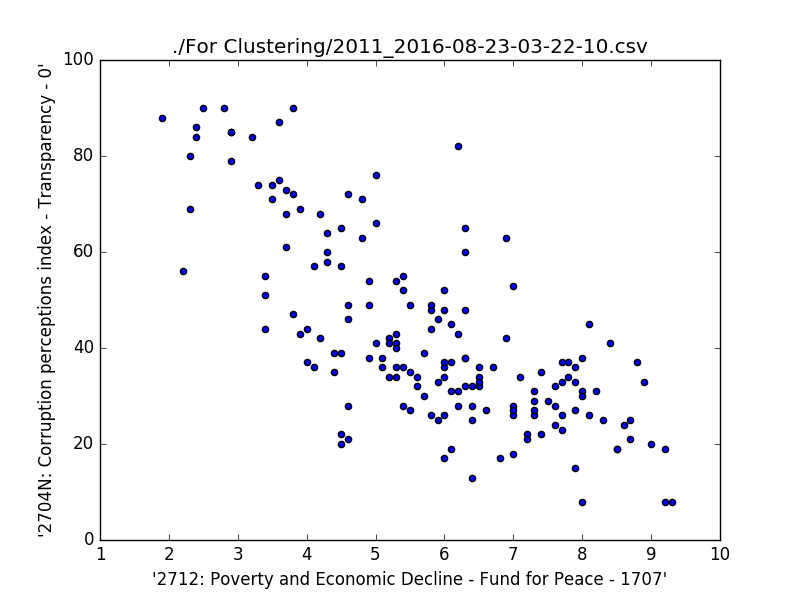 ./For Clustering/2011_2016-08-23-03-22-10.csv
100
80
60
40
20
0
'2704N: Corruption perceptions index - Transparency - 0'
1 2 3 4 5 6 7 8 9 10
'2712: Poverty and Economic Decline - Fund for Peace - 1707'